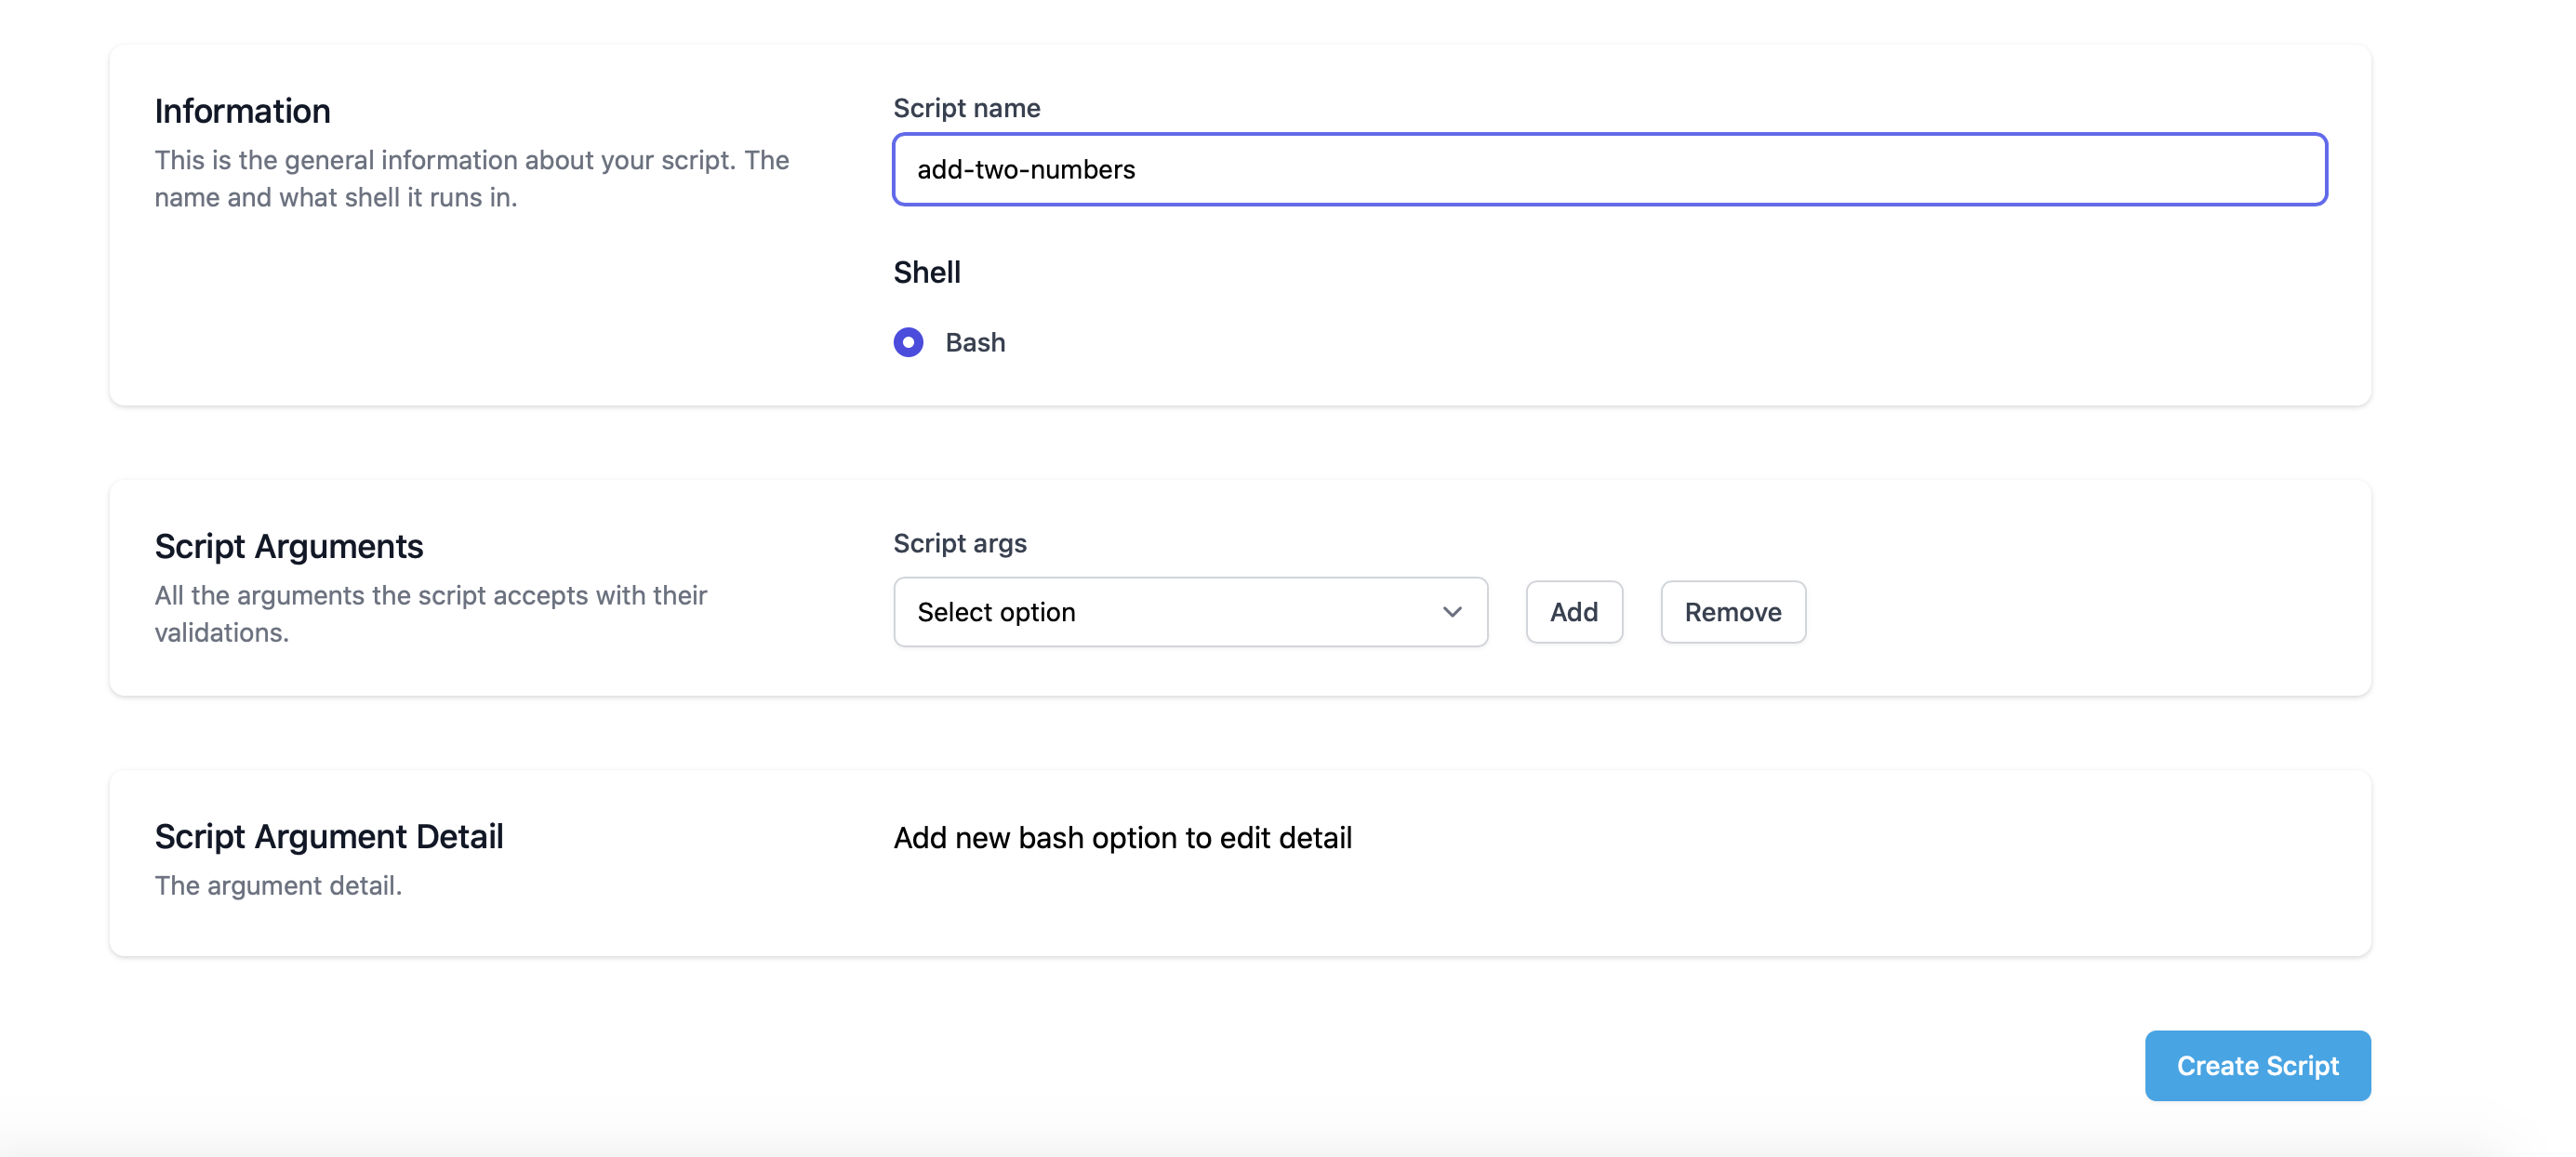 Information
This is the general information about your script. The
name and what shell it runs in.
Script name
add-two-numbers
Shell
Bash
Script Arguments
All the arguments the script accepts with their
validations.
Script args
Select option
Add
Remove
Script Argument Detail
The argument detail.
Add new bash option to edit detail
Create Script